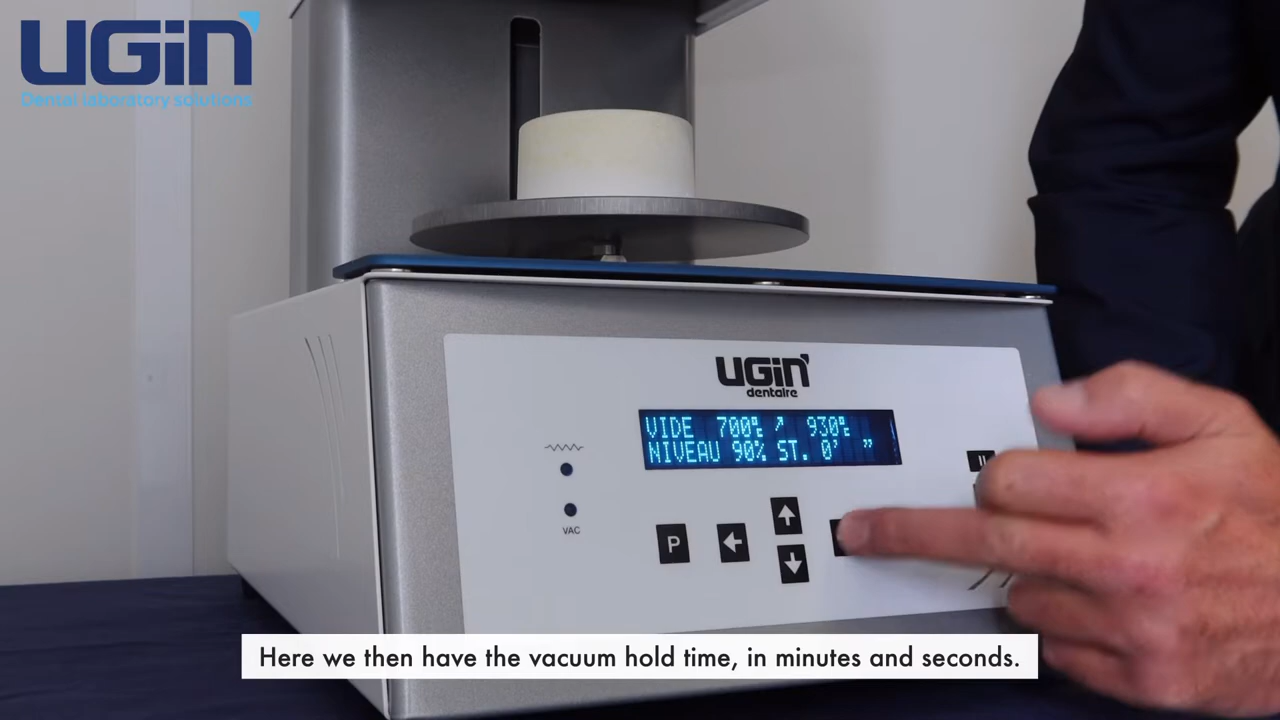 UGiN
Dental laboratory solutions
UGiN
dentaire
VIDE 700°C ↗ 930°C
NIVEAU 90% ST. 0' "
VAC
P
Here we then have the vacuum hold time, in minutes and seconds.